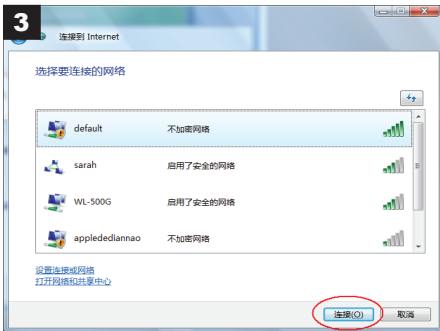 3
连接到 Internet
选择要连接的网络
default 不加密网络
sarah 启用了安全的网络
WL-500G 启用了安全的网络
appledediannao 不加密网络
设置连接或网络
打开网络和共享中心
连接(O) 取消